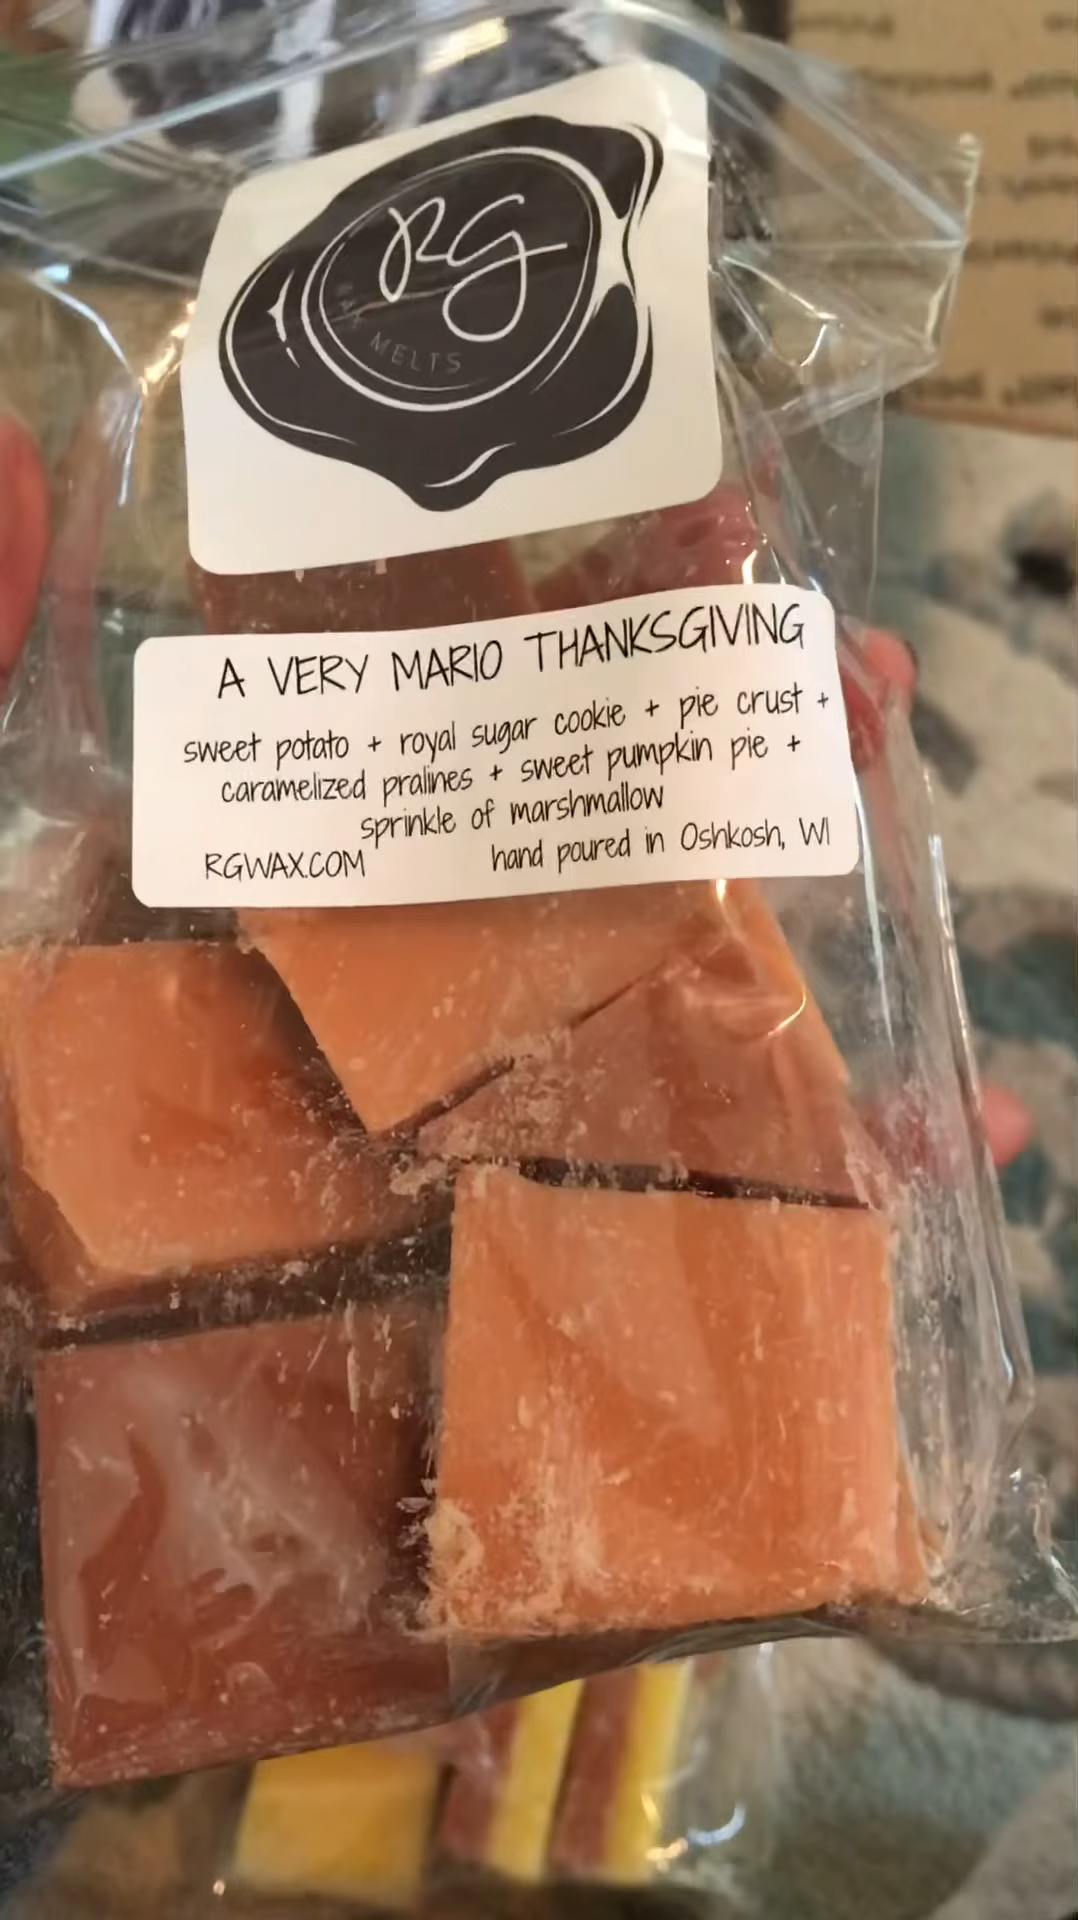 RG
MELTS
A VERY MARIO THANKSGIVING
sweet potato + royal sugar cookie + pie crust +
caramelized pralines + sweet pumpkin pie +
sprinkle of marshmallow
RGWAX.COM hand poured in Oshkosh, WI